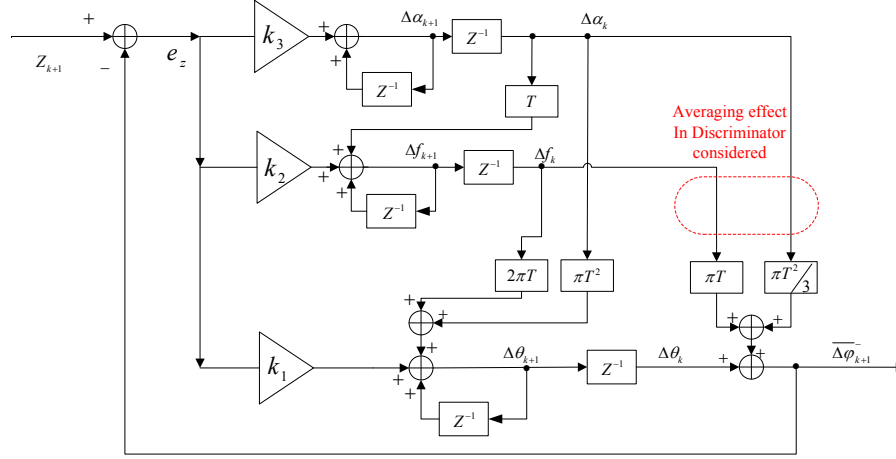 + Z_{k+1} −
e_z
k_3 + + Δα_{k+1} Z^{-1} Δα_k
Z^{-1}
T
Averaging effect
In Discriminator
considered
k_2 + + + Δf_{k+1} Z^{-1} Δf_k
Z^{-1}
2πT πT^2 πT πT^2/3
+ + + +
k_1 + + + Δθ_{k+1} Z^{-1} Δθ_k + + \overline{Δφ}^-_{k+1}
Z^{-1}